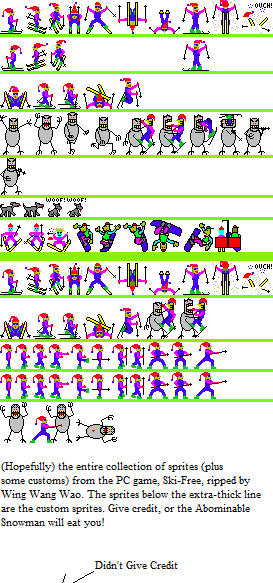 OUCH!
WOOF! WOOF!
OUCH!
(Hopefully) the entire collection of sprites (plus
some customs) from the PC game, Ski-Free, ripped by
Wing Wang Wao. The sprites below the extra-thick line
are the custom sprites. Give credit, or the Abominable
Snowman will eat you!
Didn't Give Credit